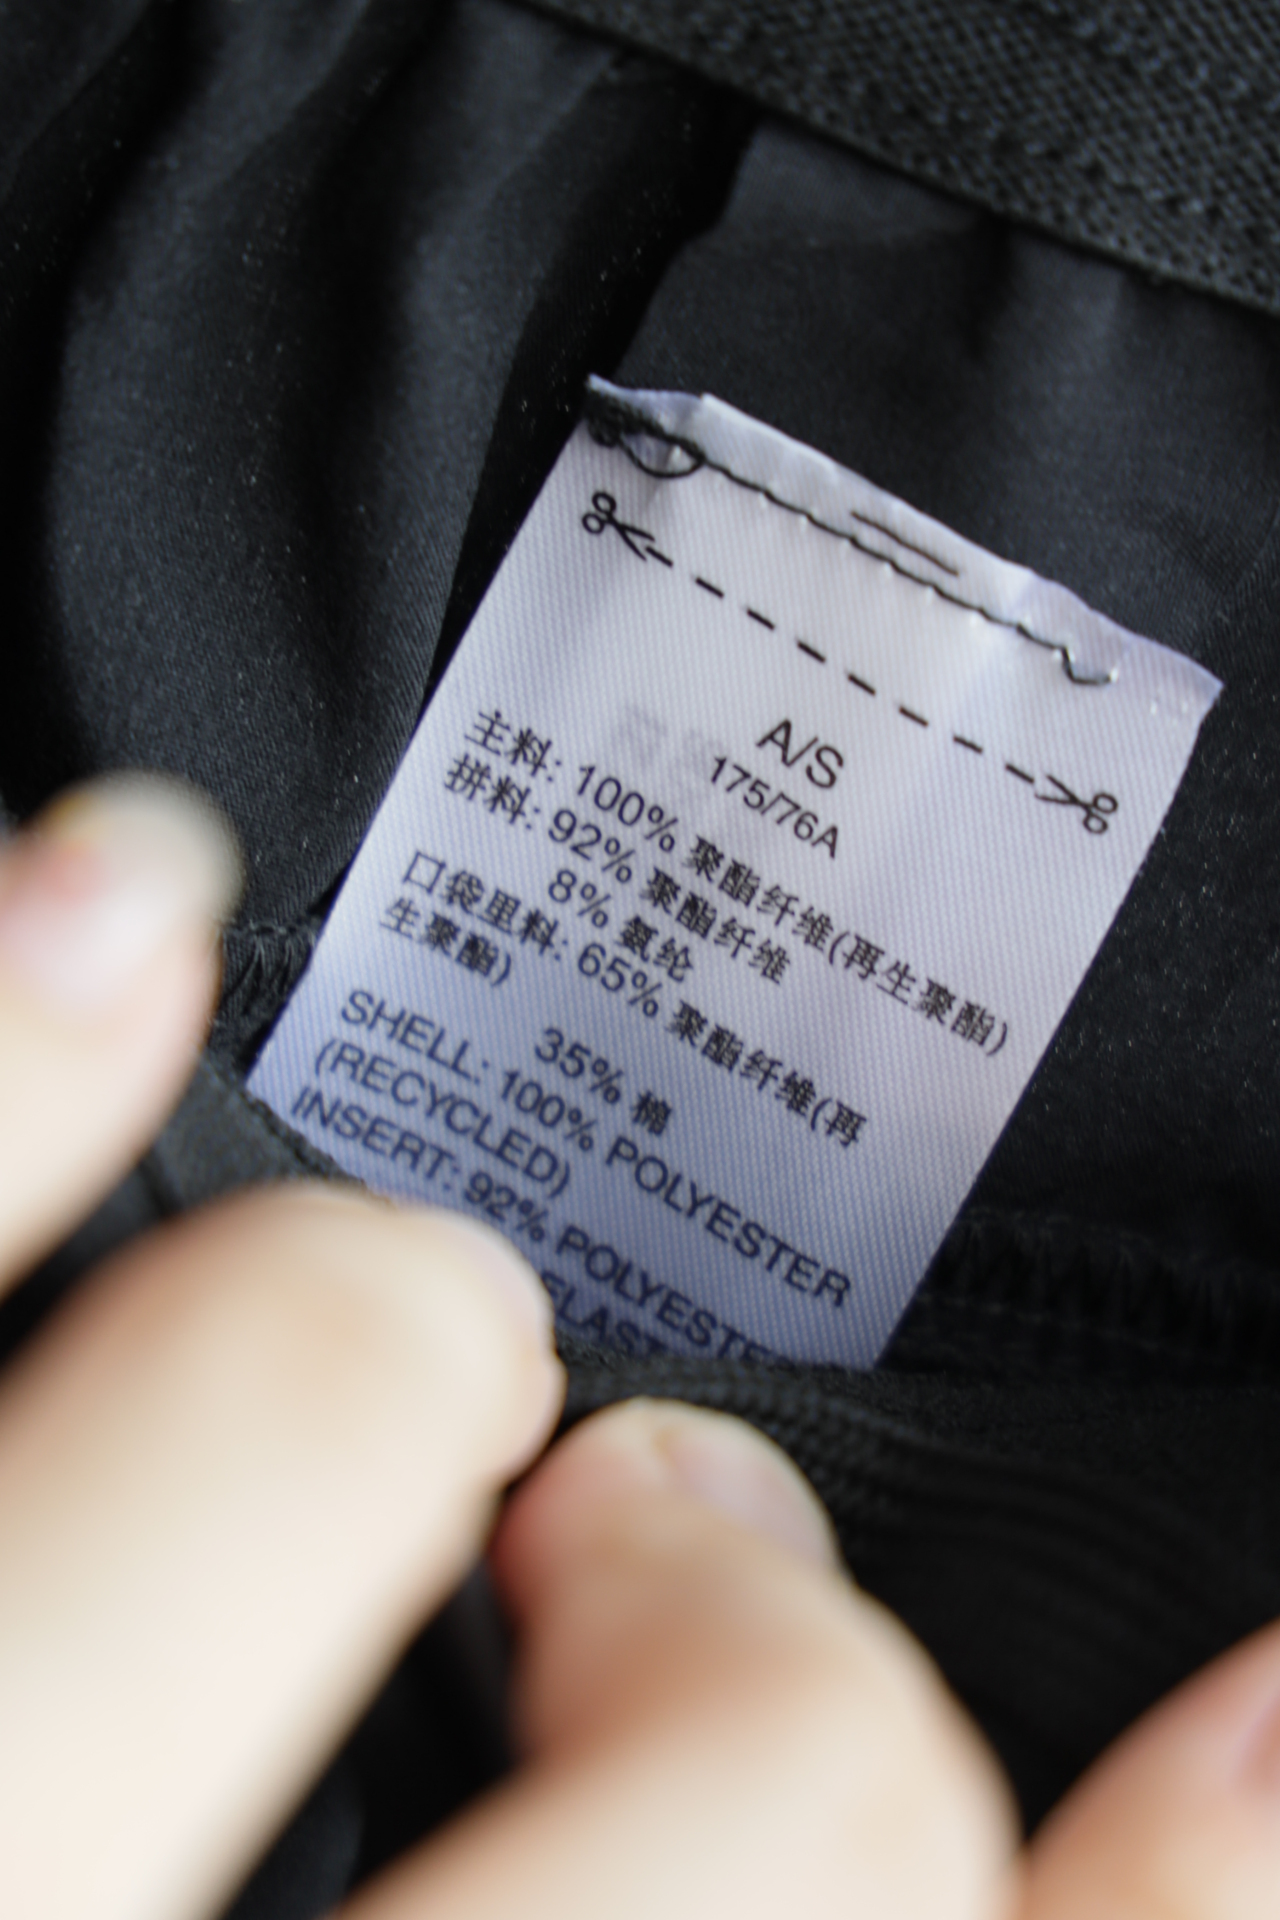 A/S
175/76A
主料: 100% 聚酯纤维(再生聚酯)
拼料: 92% 聚酯纤维
8% 氨纶
口袋里料: 65% 聚酯纤维(再
生聚酯)
35% 棉
SHELL: 100% POLYESTER
(RECYCLED)
INSERT: 92% POLYESTER